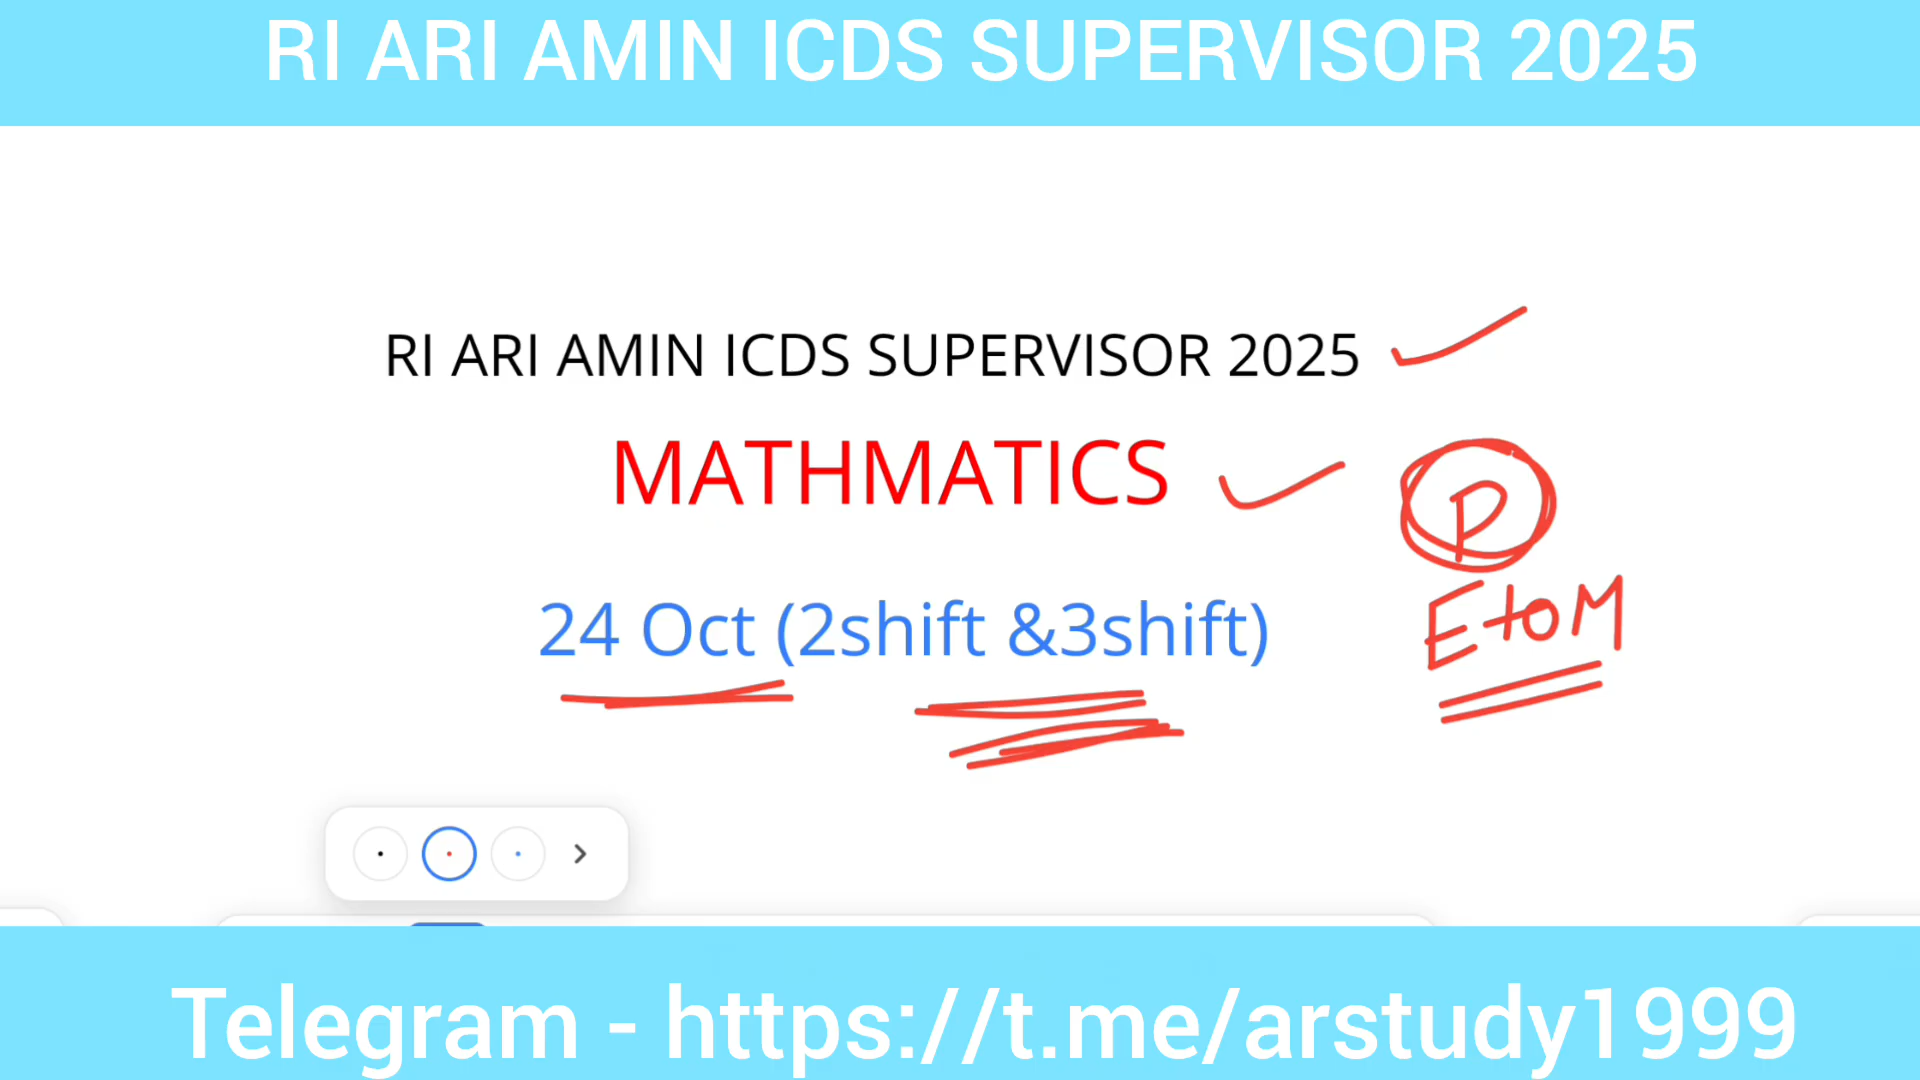 RI ARI AMIN ICDS SUPERVISOR 2025
RI ARI AMIN ICDS SUPERVISOR 2025
MATHMATICS
P
EtoM
24 Oct (2shift &3shift)
Telegram - https://t.me/arstudy1999